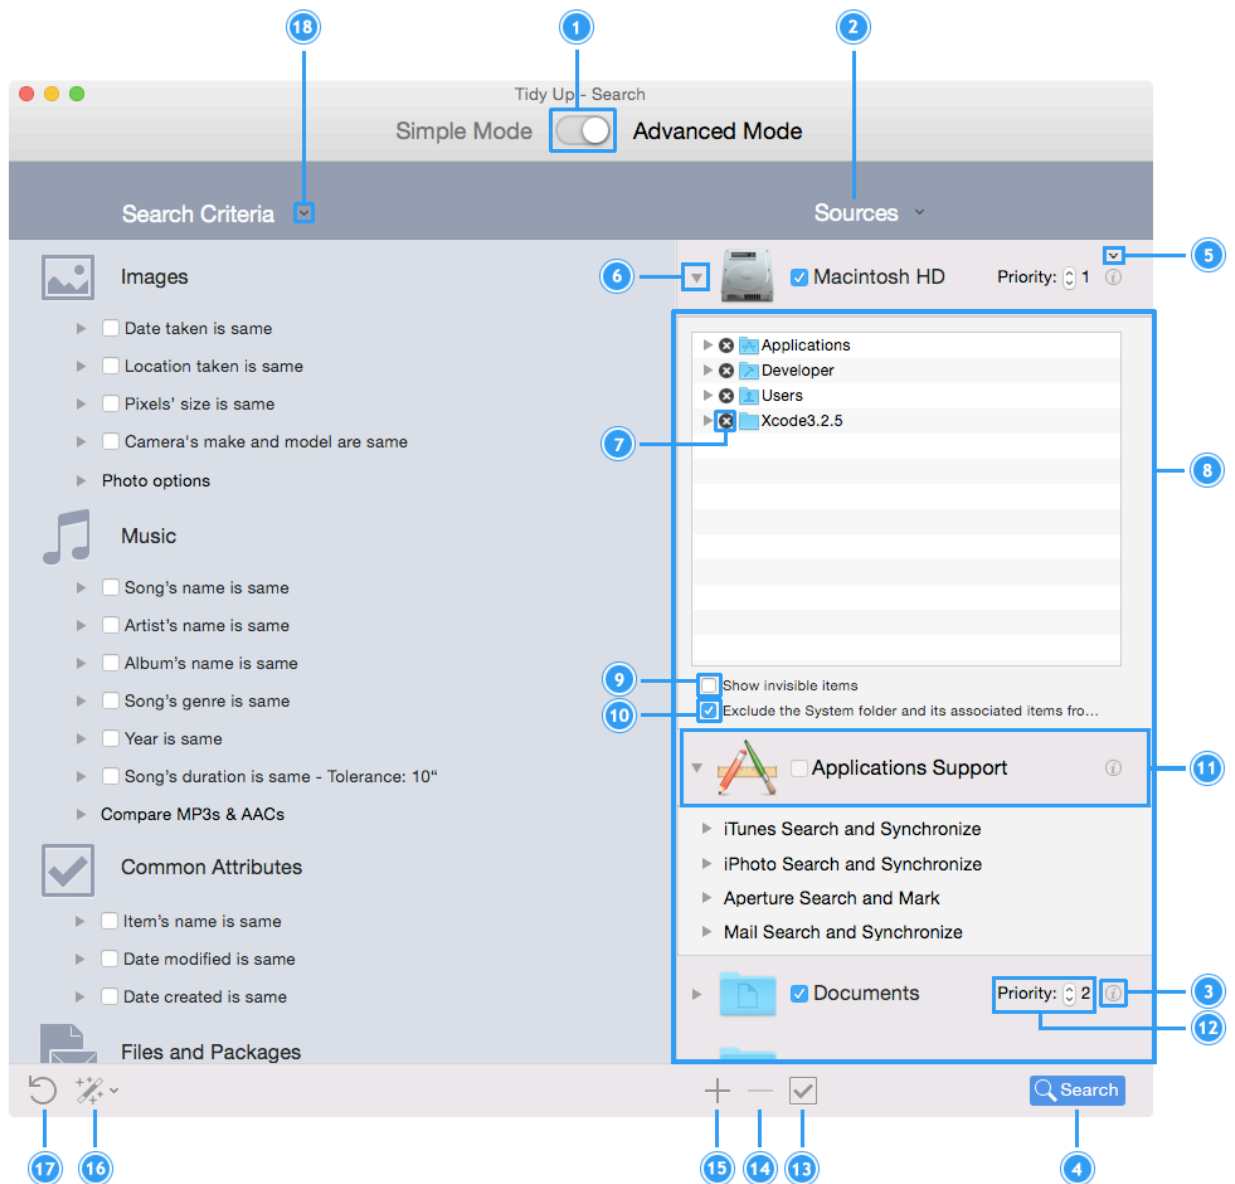 18
1
2
Tidy Up - Search
Simple Mode
Advanced Mode
Search Criteria
Sources
5
Images
6
Macintosh HD
Priority: 1
Date taken is same
Location taken is same
Pixels' size is same
Camera's make and model are same
Photo options
Applications
Developer
Users
Xcode3.2.5
7
8
Music
Song's name is same
Artist's name is same
Album's name is same
Song's genre is same
Year is same
Song's duration is same - Tolerance: 10"
Compare MP3s & AACs
9
Show invisible items
10
Exclude the System folder and its associated items fro...
Applications Support
11
iTunes Search and Synchronize
iPhoto Search and Synchronize
Aperture Search and Mark
Mail Search and Synchronize
Common Attributes
Item's name is same
Date modified is same
Date created is same
Documents
Priority: 2
3
12
Files and Packages
Search
17
16
15
14
13
4